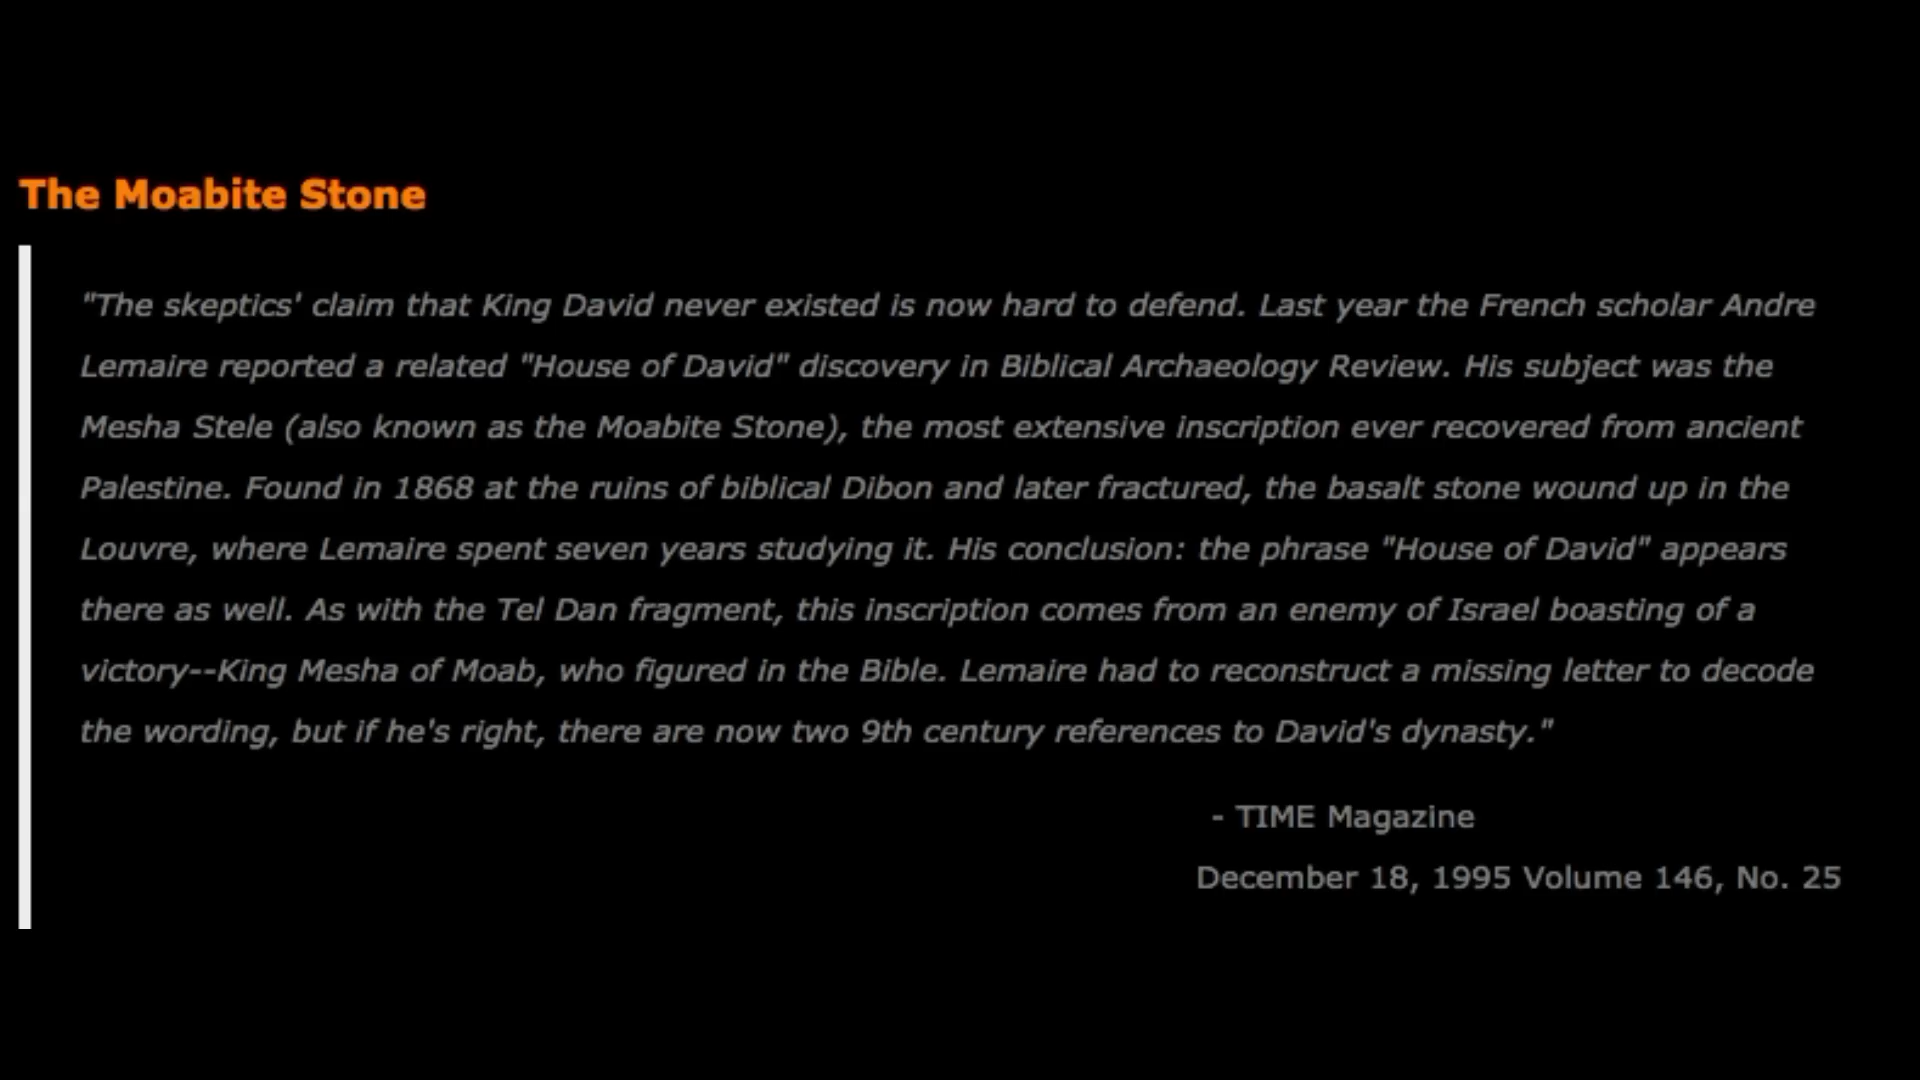 The Moabite Stone
"The skeptics' claim that King David never existed is now hard to defend. Last year the French scholar Andre
Lemaire reported a related "House of David" discovery in Biblical Archaeology Review. His subject was the
Mesha Stele (also known as the Moabite Stone), the most extensive inscription ever recovered from ancient
Palestine. Found in 1868 at the ruins of biblical Dibon and later fractured, the basalt stone wound up in the
Louvre, where Lemaire spent seven years studying it. His conclusion: the phrase "House of David" appears
there as well. As with the Tel Dan fragment, this inscription comes from an enemy of Israel boasting of a
victory--King Mesha of Moab, who figured in the Bible. Lemaire had to reconstruct a missing letter to decode
the wording, but if he's right, there are now two 9th century references to David's dynasty."
- TIME Magazine
December 18, 1995 Volume 146, No. 25